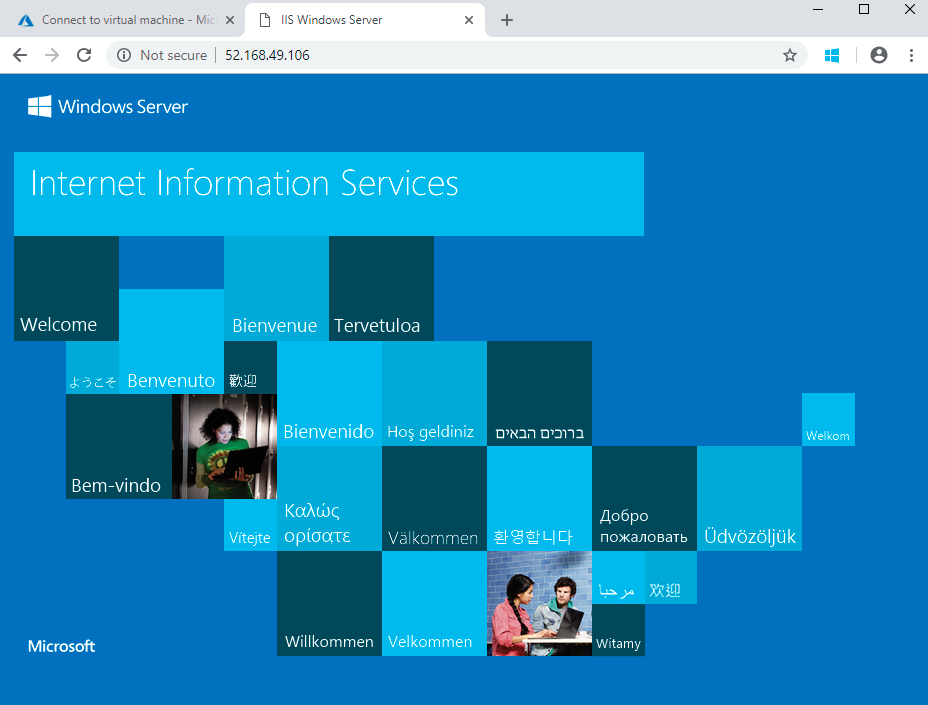 Connect to virtual machine - Mic
IIS Windows Server
Not secure
52.168.49.106
Windows Server
Internet Information Services
Welcome
Bienvenue
Tervetuloa
ようこそ
Benvenuto
歡迎
Bienvenido
Hoş geldiniz
ברוכים הבאים
Welkom
Bem-vindo
Vítejte
Καλώς
ορίσατε
Välkommen
환영합니다
Добро
пожаловать
Üdvözöljük
Willkommen
Velkommen
مرحبا
欢迎
Witamy
Microsoft